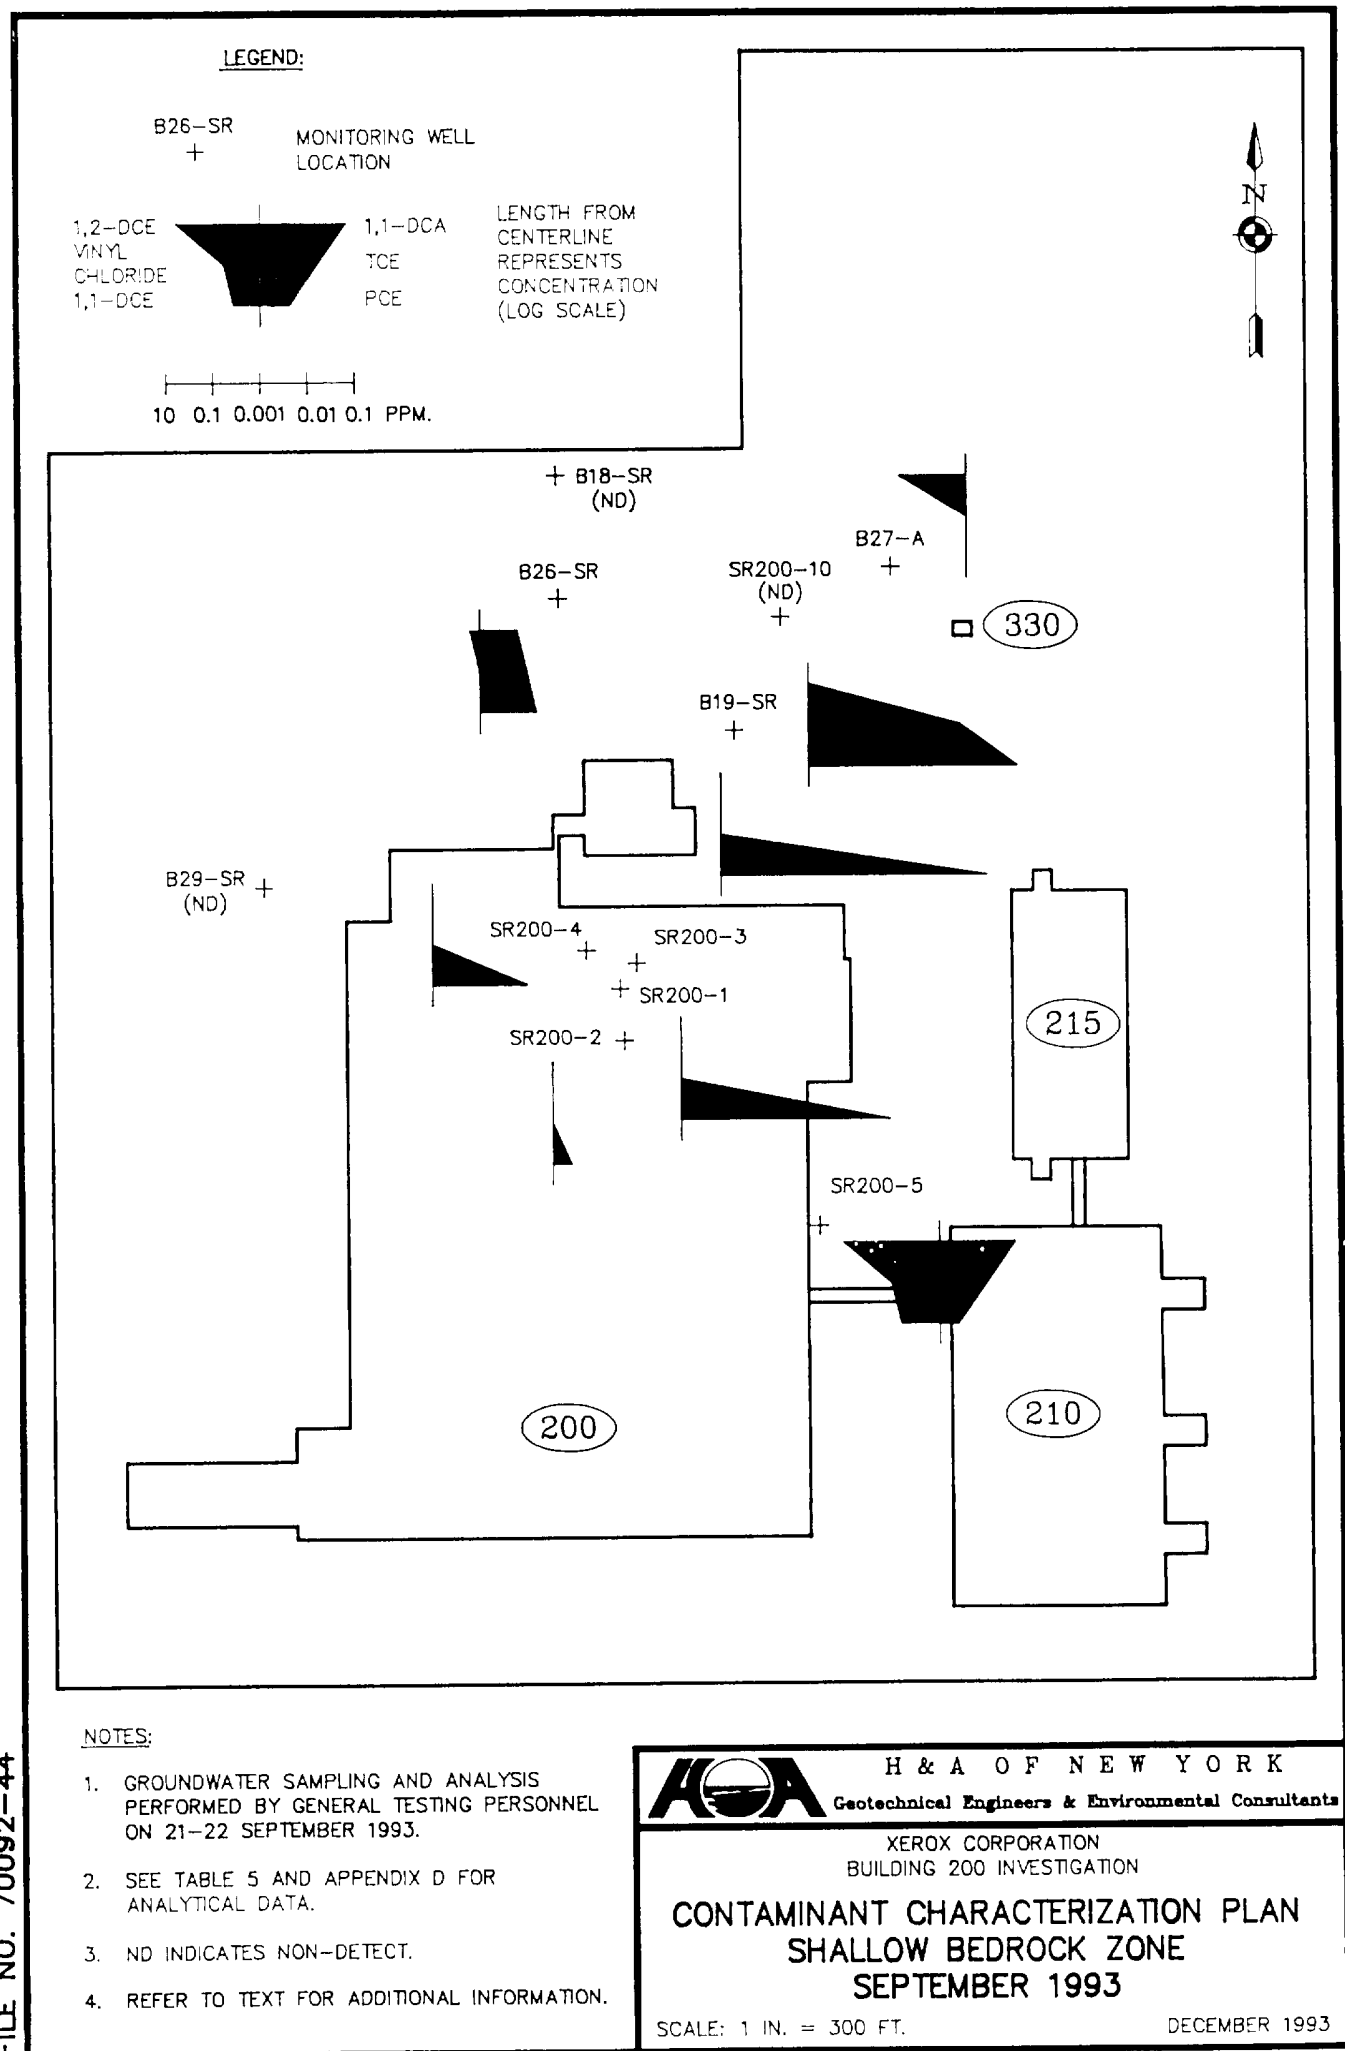 LEGEND:
B26-SR
MONITORING WELL
LOCATION
1,2-DCE
VINYL
CHLORIDE
1,1-DCE
1,1-DCA
TCE
PCE
LENGTH FROM
CENTERLINE
REPRESENTS
CONCENTRATION
(LOG SCALE)
10 0.1 0.001 0.01 0.1 PPM.
N
B18-SR
(ND)
B27-A
B26-SR
SR200-10
(ND)
330
B19-SR
B29-SR
(ND)
SR200-4
SR200-3
SR200-1
SR200-2
215
SR200-5
210
200
NOTES:
1. GROUNDWATER SAMPLING AND ANALYSIS
PERFORMED BY GENERAL TESTING PERSONNEL
ON 21-22 SEPTEMBER 1993.
2. SEE TABLE 5 AND APPENDIX D FOR
ANALYTICAL DATA.
3. ND INDICATES NON-DETECT.
4. REFER TO TEXT FOR ADDITIONAL INFORMATION.
H & A OF NEW YORK
Geotechnical Engineers & Environmental Consultants
XEROX CORPORATION
BUILDING 200 INVESTIGATION
CONTAMINANT CHARACTERIZATION PLAN
SHALLOW BEDROCK ZONE
SEPTEMBER 1993
SCALE: 1 IN. = 300 FT.
DECEMBER 1993
FILE NO. 70092-44